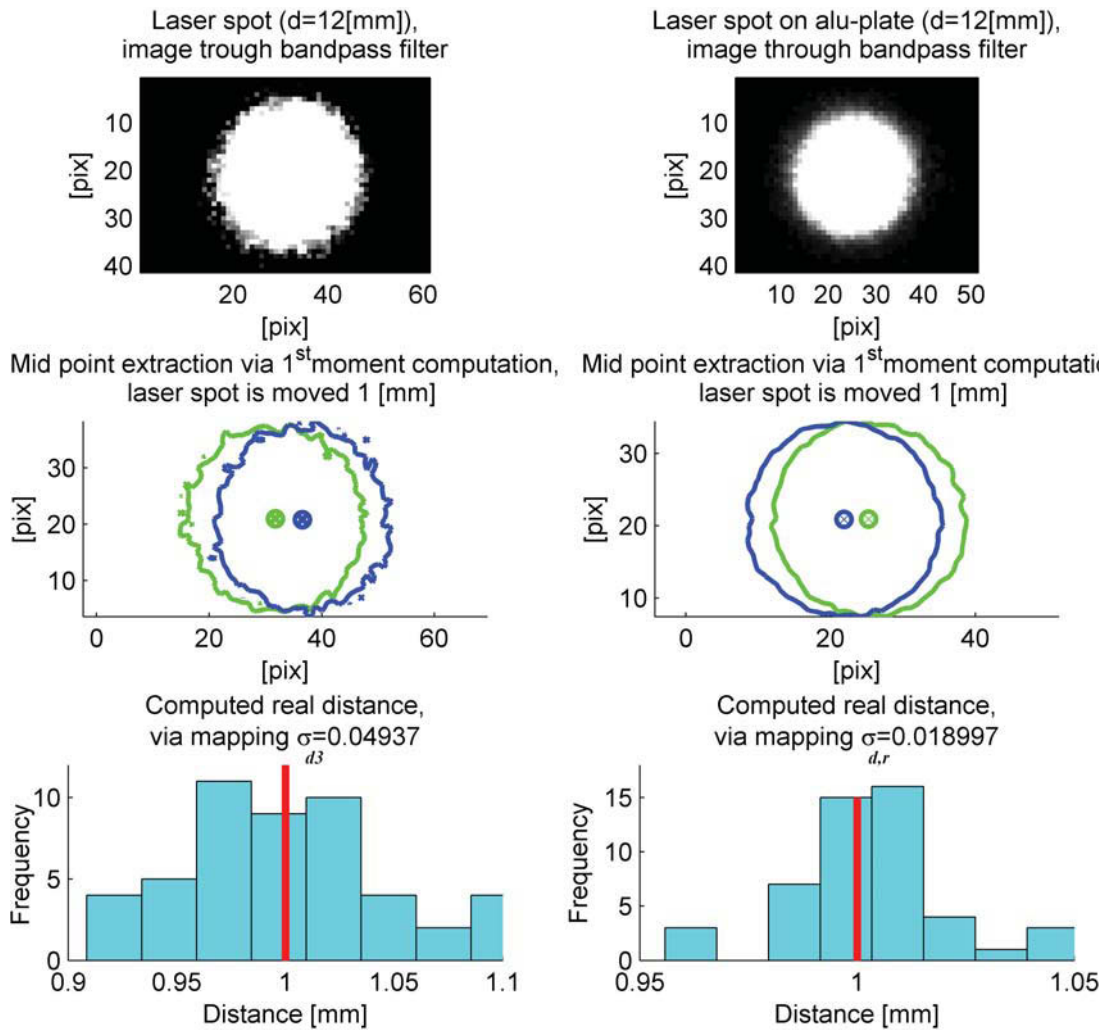 Laser spot (d=12[mm]),
image trough bandpass filter
10
20
30
40
[pix]
20
40
60
[pix]
Laser spot on alu-plate (d=12[mm]),
image through bandpass filter
10
20
30
40
[pix]
10 20 30 40 50
[pix]
Mid point extraction via 1st moment computation,
laser spot is moved 1 [mm]
30
20
10
[pix]
0 20 40 60
[pix]
Mid point extraction via 1st moment computati
laser spot is moved 1 [mm]
30
20
10
[pix]
0 20 40
[pix]
Computed real distance,
via mapping σ=0.04937
d3
10
5
0
Frequency
0.9 0.95 1 1.05 1.1
Distance [mm]
Computed real distance,
via mapping σ=0.018997
d,r
15
10
5
0
Frequency
0.95 1 1.05
Distance [mm]